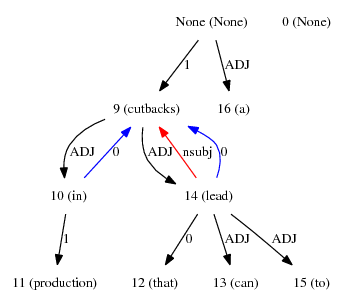 None (None) 0 (None)
1 ADJ
9 (cutbacks) 16 (a)
ADJ 0 ADJ nsubj 0
10 (in) 14 (lead)
1 0 ADJ ADJ
11 (production) 12 (that) 13 (can) 15 (to)